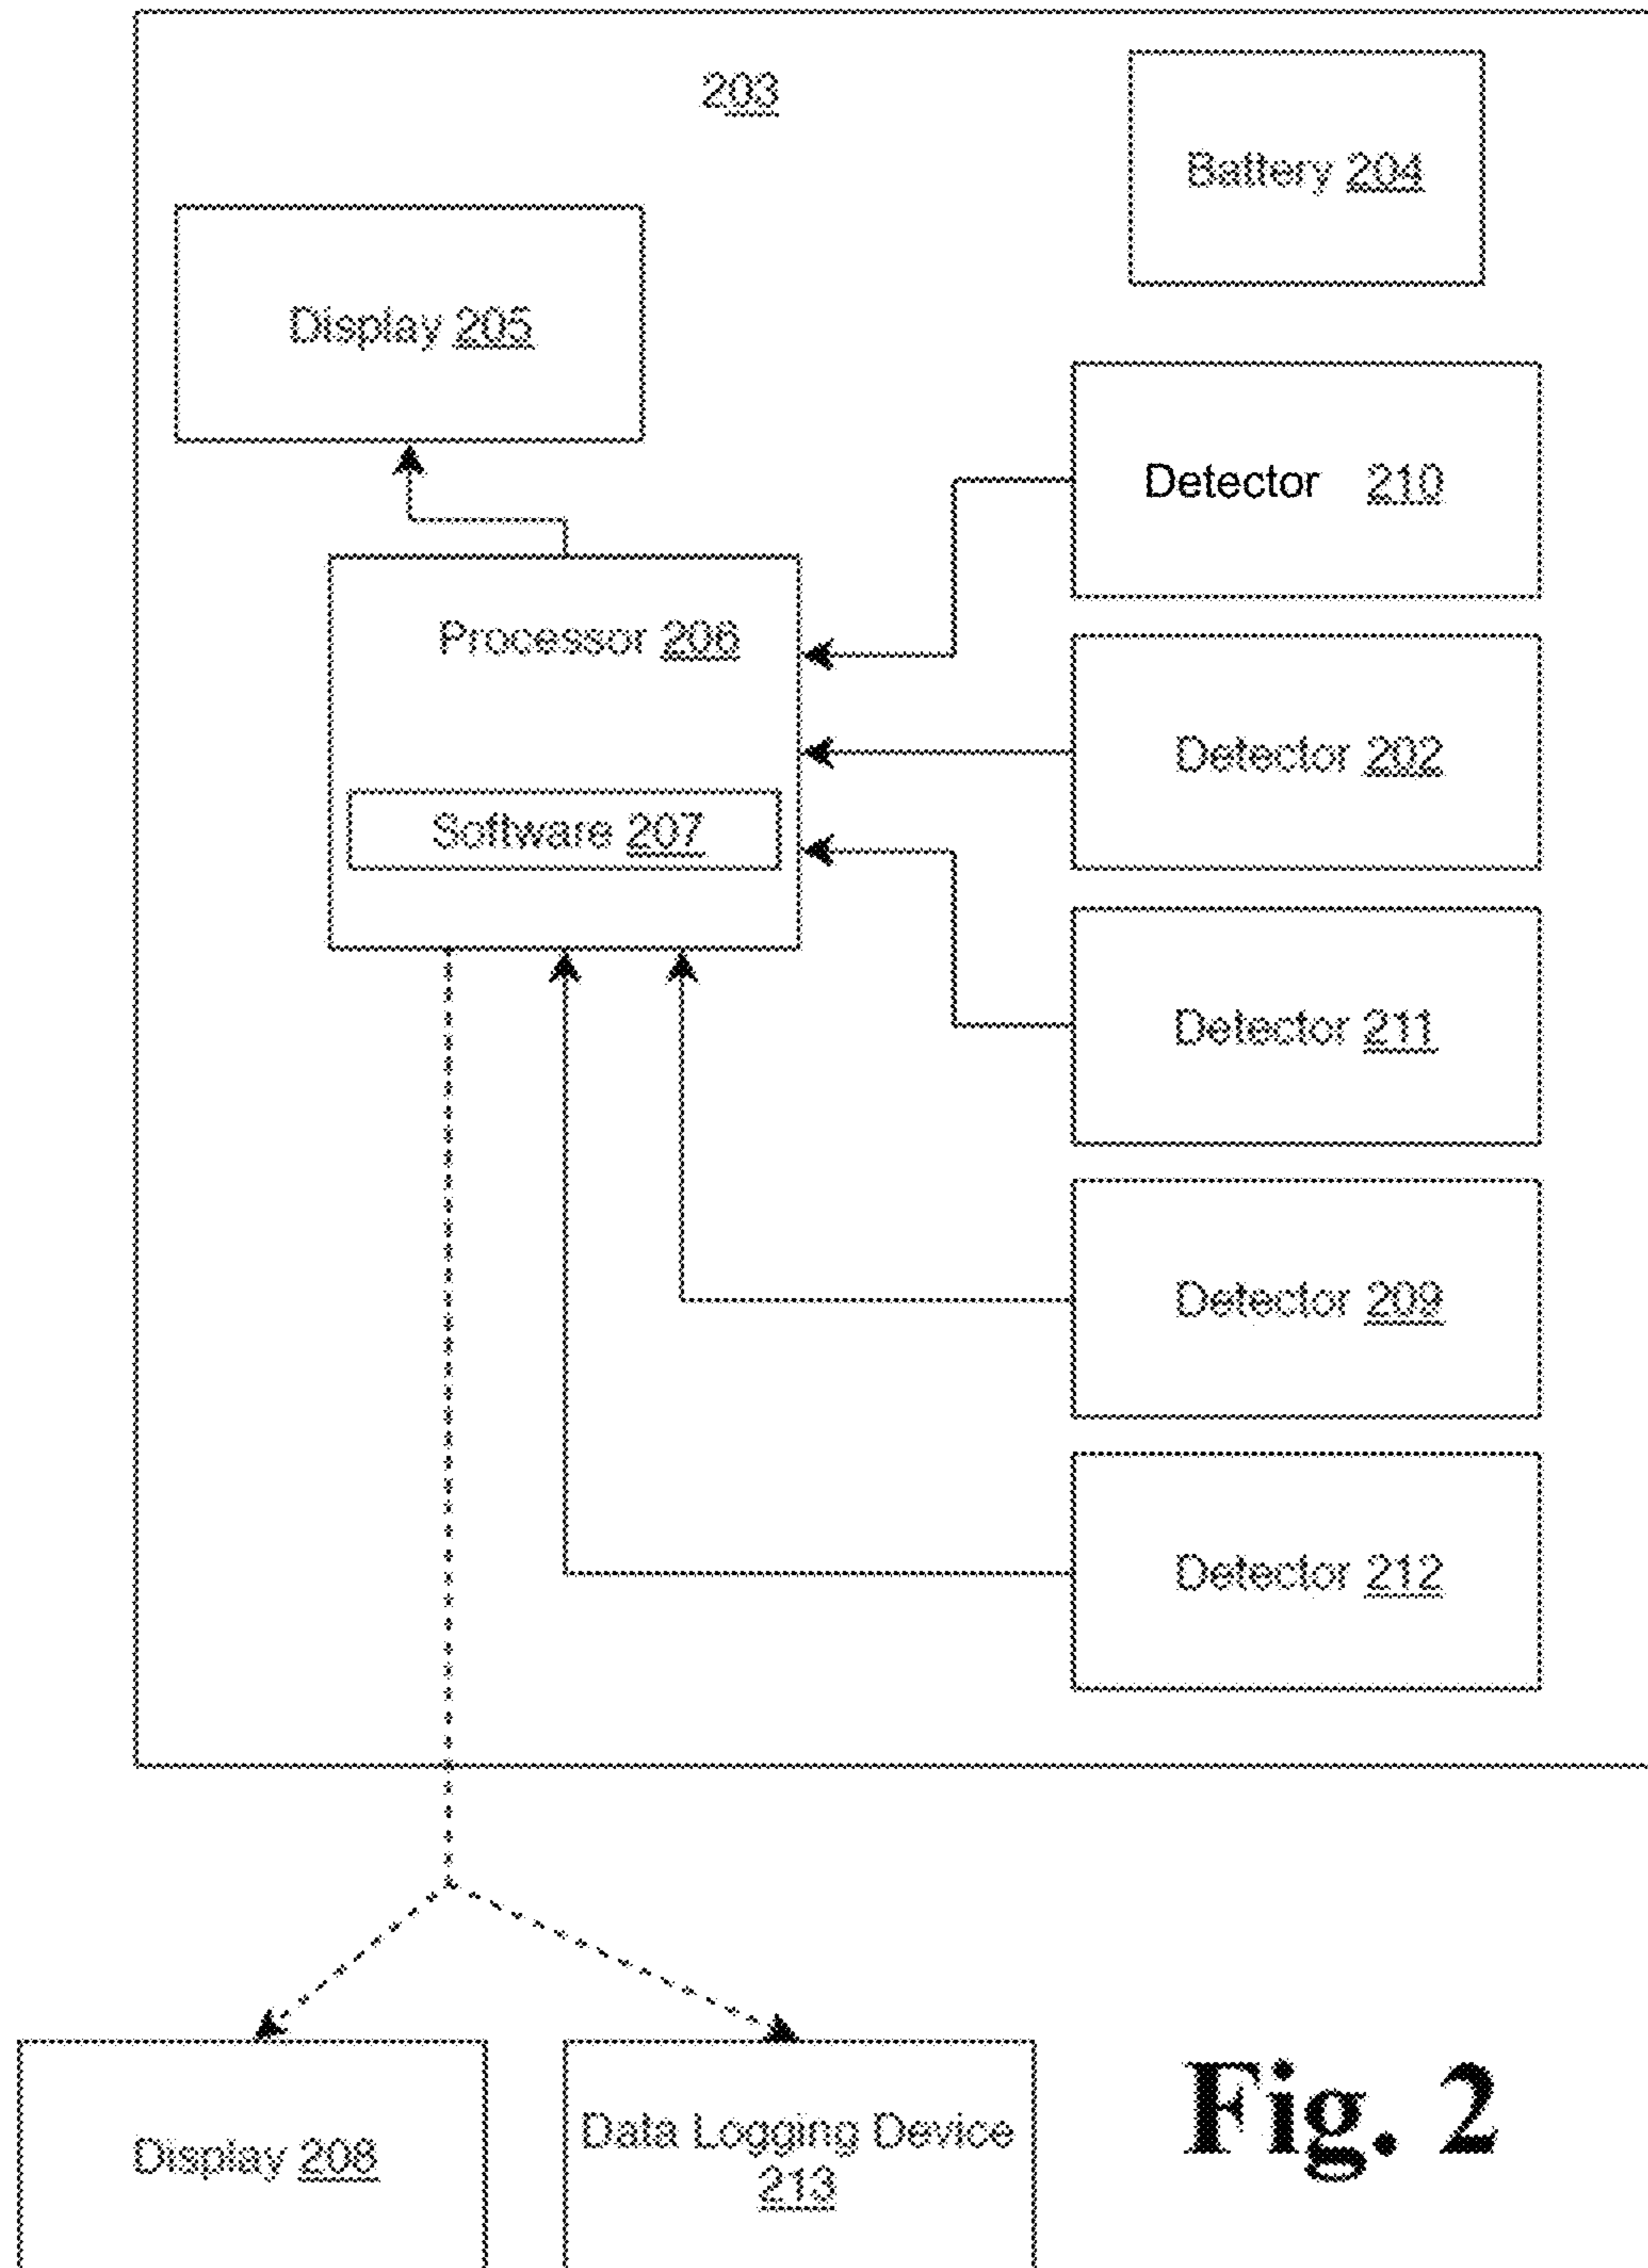 203
Battery 204
Display 205
Detector 210
Processor 206
Detector 202
Software 207
Detector 211
Detector 209
Detector 212
Display 208
Data Logging Device
213
Fig. 2